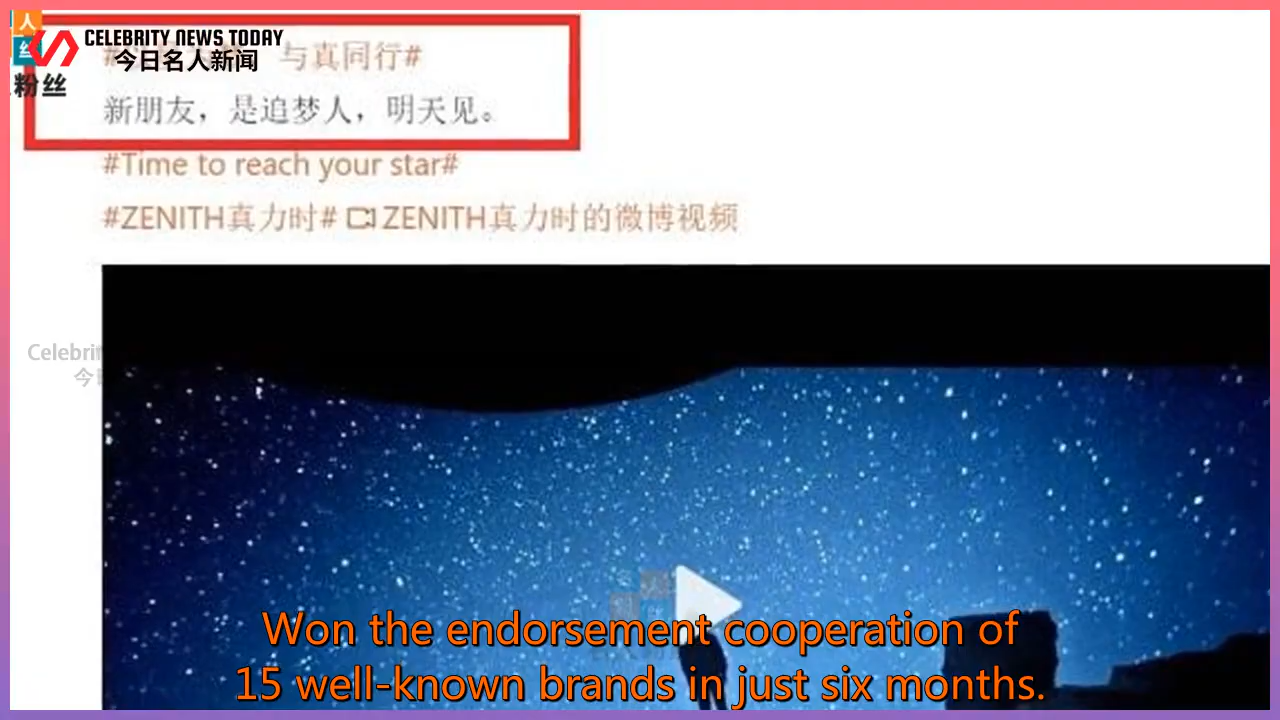 CELEBRITY NEWS TODAY
今日名人新闻
人
丝
粉丝
与真同行#
新朋友，是追梦人，明天见。
#Time to reach your star#
#ZENITH真力时# ZENITH真力时的微博视频
Won the endorsement cooperation of
15 well-known brands in just six months.